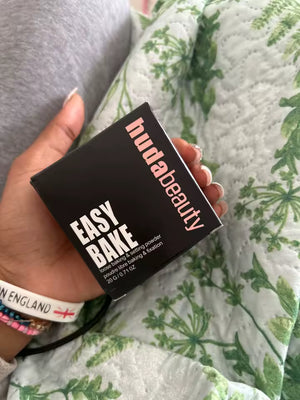 hudabeauty
EASY
BAKE
loose baking & setting powder
poudre libre baking & fixation
20 G / 0.71 OZ
N ENGLAND